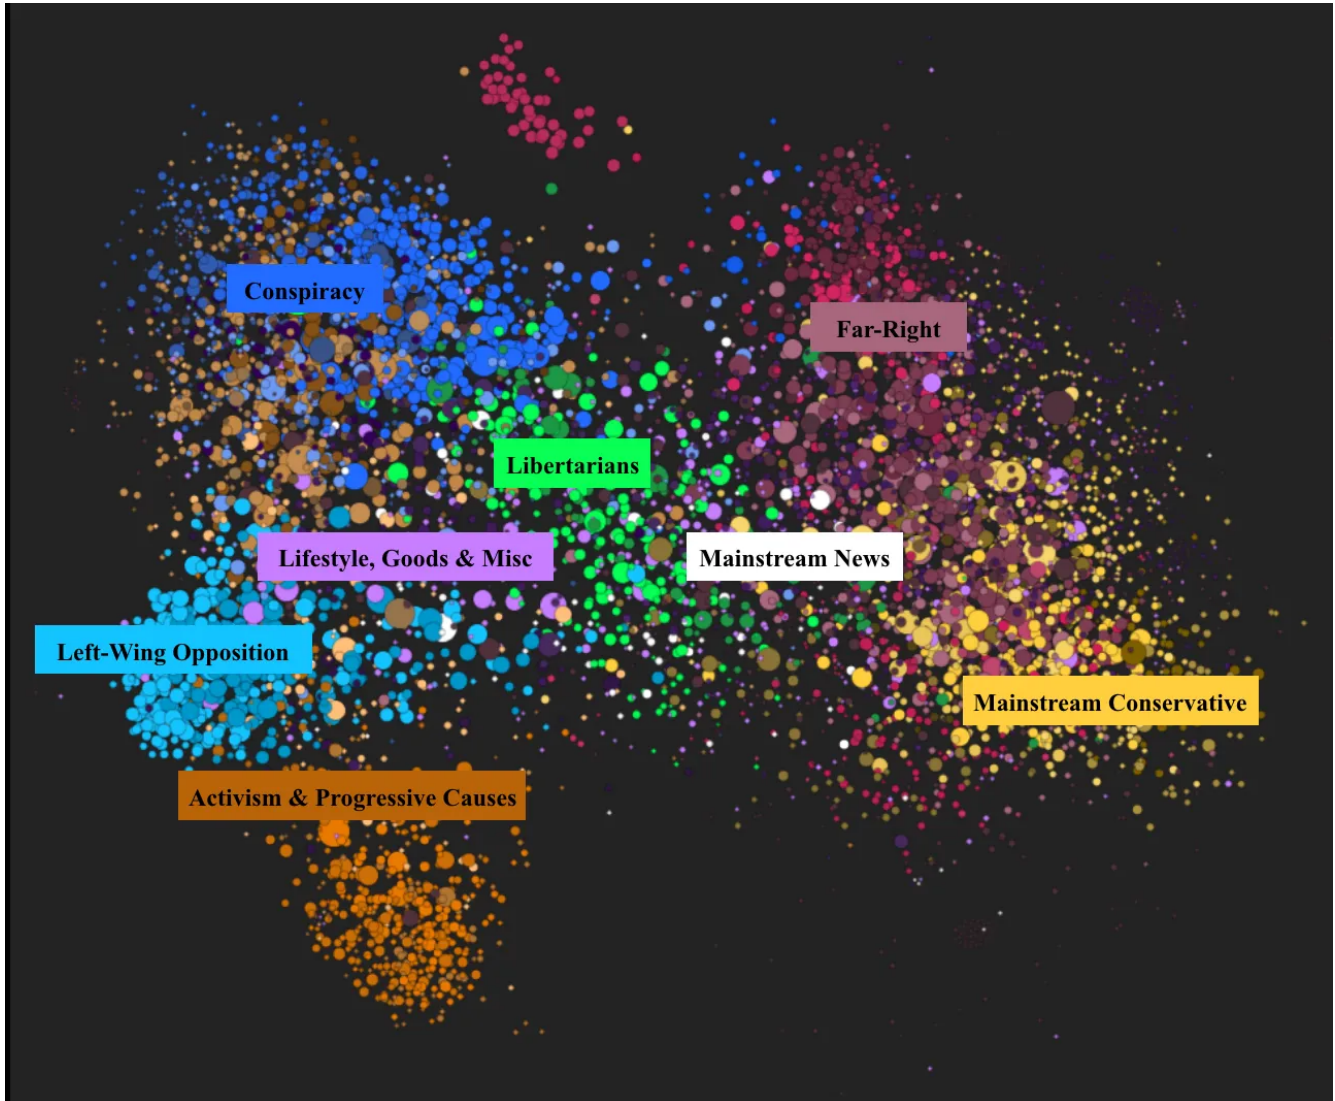 Conspiracy
Far-Right
Libertarians
Lifestyle, Goods & Misc
Mainstream News
Left-Wing Opposition
Mainstream Conservative
Activism & Progressive Causes